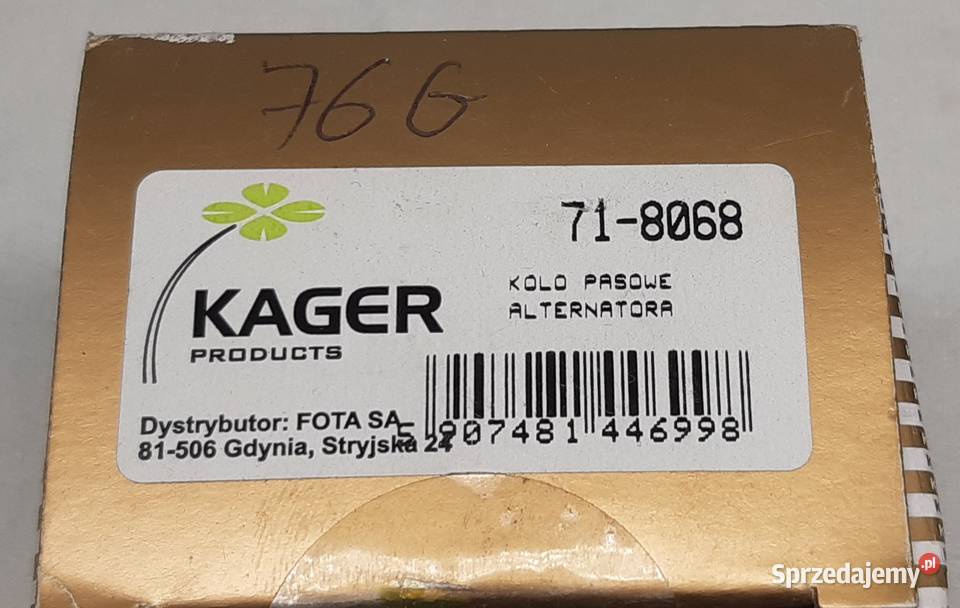 76 G
71-8068
KOLO PASOWE
ALTERNATORA
KAGER
PRODUCTS
Dystrybutor: FOTA SA
81-506 Gdynia, Stryjska 24
5 907481 446998
Sprzedajemy.pl